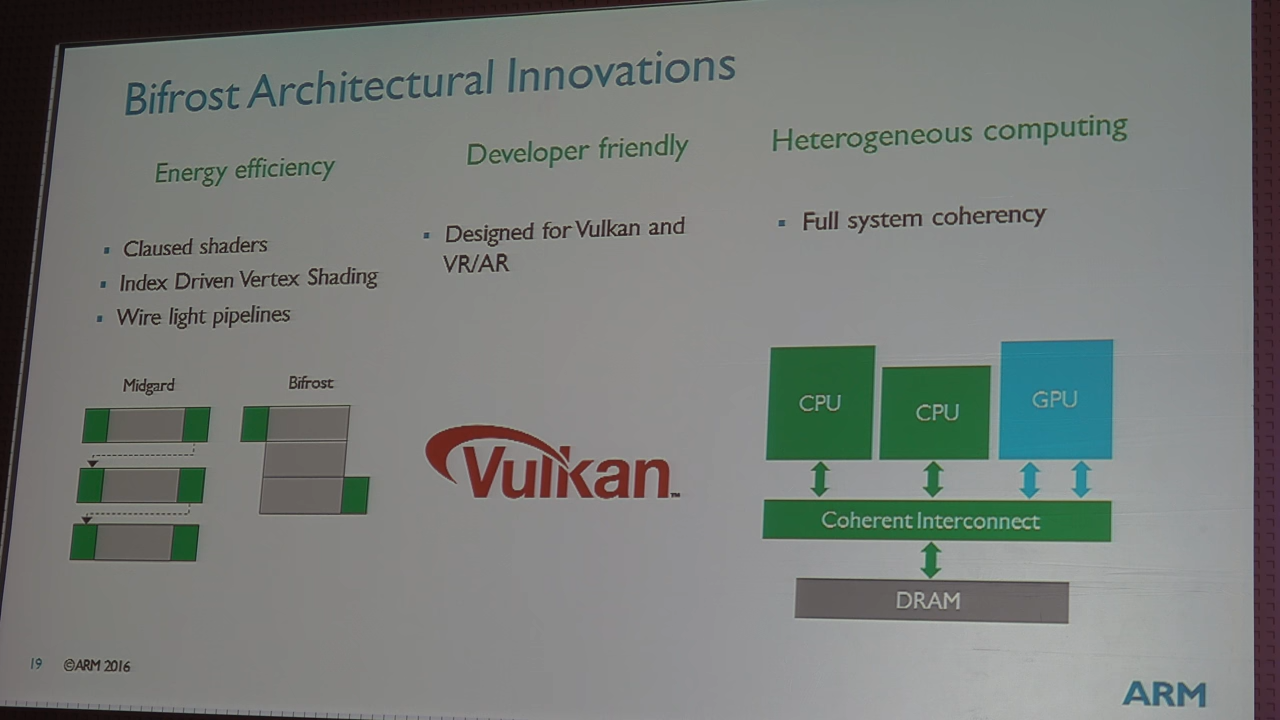 Bifrost Architectural Innovations
Energy efficiency
Claused shaders
Index Driven Vertex Shading
Wire light pipelines
Midgard
Bifrost
Developer friendly
Designed for Vulkan and
VR/AR
Vulkan™
Heterogeneous computing
Full system coherency
CPU
CPU
GPU
Coherent Interconnect
DRAM
19 ©ARM 2016
ARM